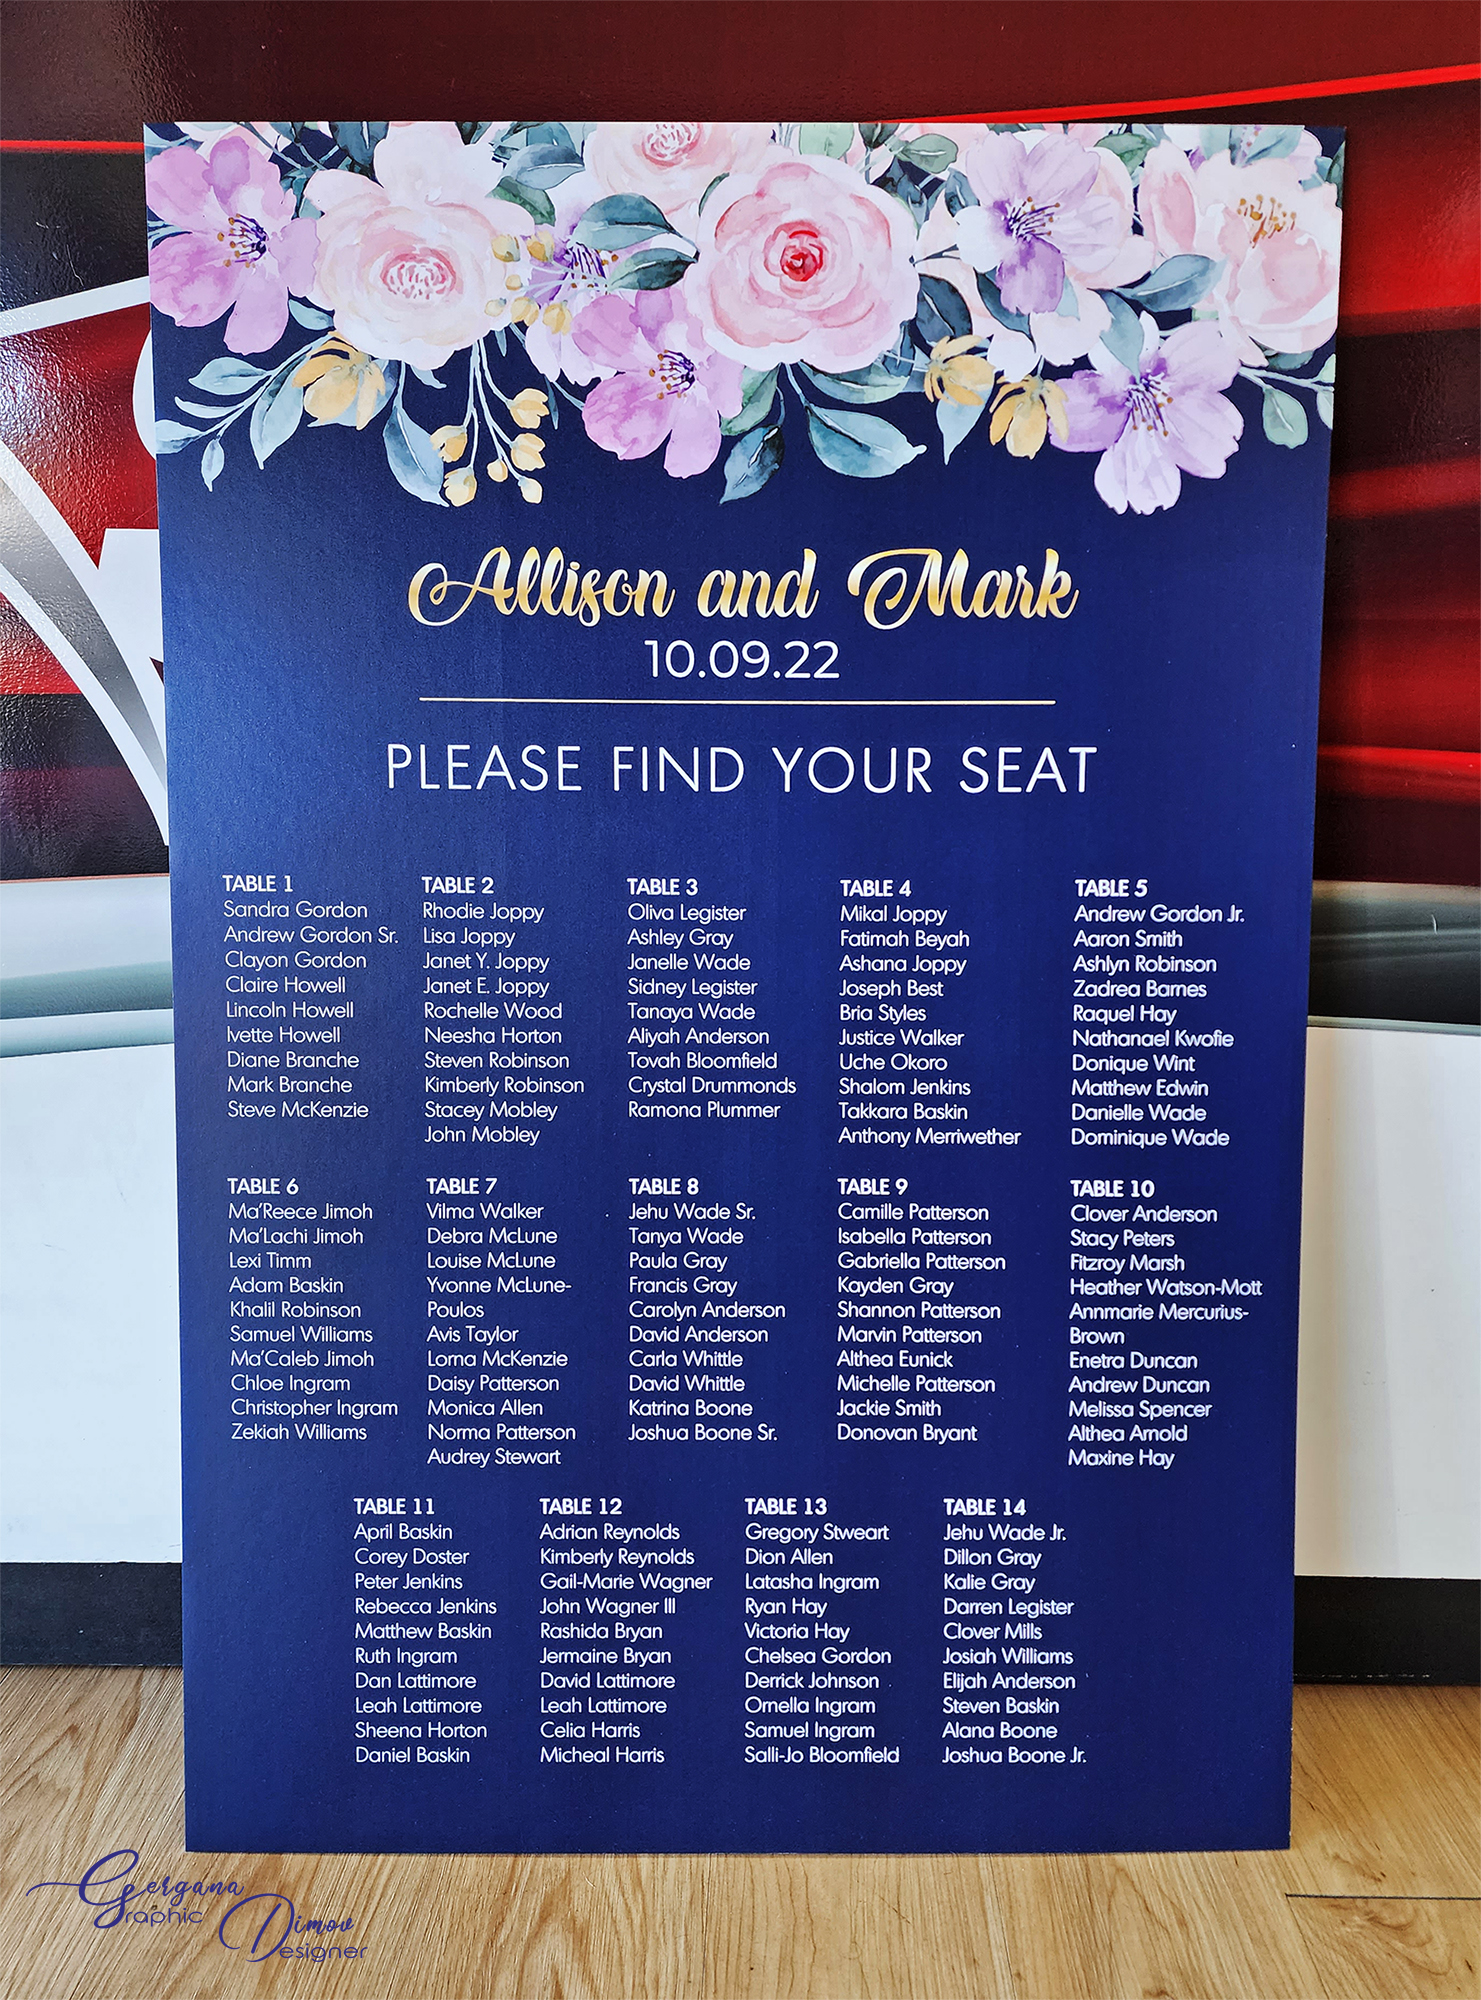 Allison and Mark
10.09.22
PLEASE FIND YOUR SEAT
TABLE 1
Sandra Gordon
Andrew Gordon Sr.
Clayon Gordon
Claire Howell
Lincoln Howell
Ivette Howell
Diane Branche
Mark Branche
Steve McKenzie
TABLE 2
Rhodie Joppy
Lisa Joppy
Janet Y. Joppy
Janet E. Joppy
Rochelle Wood
Neesha Horton
Steven Robinson
Kimberly Robinson
Stacey Mobley
John Mobley
TABLE 3
Oliva Legister
Ashley Gray
Janelle Wade
Sidney Legister
Tanaya Wade
Aliyah Anderson
Tovah Bloomfield
Crystal Drummonds
Ramona Plummer
TABLE 4
Mikal Joppy
Fatimah Beyah
Ashana Joppy
Joseph Best
Bria Styles
Justice Walker
Uche Okoro
Shalom Jenkins
Takkara Baskin
Anthony Merriwether
TABLE 5
Andrew Gordon Jr.
Aaron Smith
Ashlyn Robinson
Zadrea Barnes
Raquel Hay
Nathanael Kwofie
Donique Wint
Matthew Edwin
Danielle Wade
Dominique Wade
TABLE 6
Ma'Reece Jimoh
Ma'Lachi Jimoh
Lexi Timm
Adam Baskin
Khalil Robinson
Samuel Williams
Ma'Caleb Jimoh
Chloe Ingram
Christopher Ingram
Zekiah Williams
TABLE 7
Vilma Walker
Debra McLune
Louise McLune
Yvonne McLune-
Poulos
Avis Taylor
Lorna McKenzie
Daisy Patterson
Monica Allen
Norma Patterson
Audrey Stewart
TABLE 8
Jehu Wade Sr.
Tanya Wade
Paula Gray
Francis Gray
Carolyn Anderson
David Anderson
Carla Whittle
David Whittle
Katrina Boone
Joshua Boone Sr.
TABLE 9
Camille Patterson
Isabella Patterson
Gabriella Patterson
Kayden Gray
Shannon Patterson
Marvin Patterson
Althea Eunick
Michelle Patterson
Jackie Smith
Donovan Bryant
TABLE 10
Clover Anderson
Stacy Peters
Fitzroy Marsh
Heather Watson-Mott
Annmarie Mercurius-
Brown
Enetra Duncan
Andrew Duncan
Melissa Spencer
Althea Arnold
Maxine Hay
TABLE 11
April Baskin
Corey Doster
Peter Jenkins
Rebecca Jenkins
Matthew Baskin
Ruth Ingram
Dan Lattimore
Leah Lattimore
Sheena Horton
Daniel Baskin
TABLE 12
Adrian Reynolds
Kimberly Reynolds
Gail-Marie Wagner
John Wagner III
Rashida Bryan
Jermaine Bryan
David Lattimore
Leah Lattimore
Celia Harris
Micheal Harris
TABLE 13
Gregory Stweart
Dion Allen
Latasha Ingram
Ryan Hay
Victoria Hay
Chelsea Gordon
Derrick Johnson
Ornella Ingram
Samuel Ingram
Salli-Jo Bloomfield
TABLE 14
Jehu Wade Jr.
Dillon Gray
Kalie Gray
Darren Legister
Clover Mills
Josiah Williams
Elijah Anderson
Steven Baskin
Alana Boone
Joshua Boone Jr.
Gergana
Graphic
Dimov
Designer